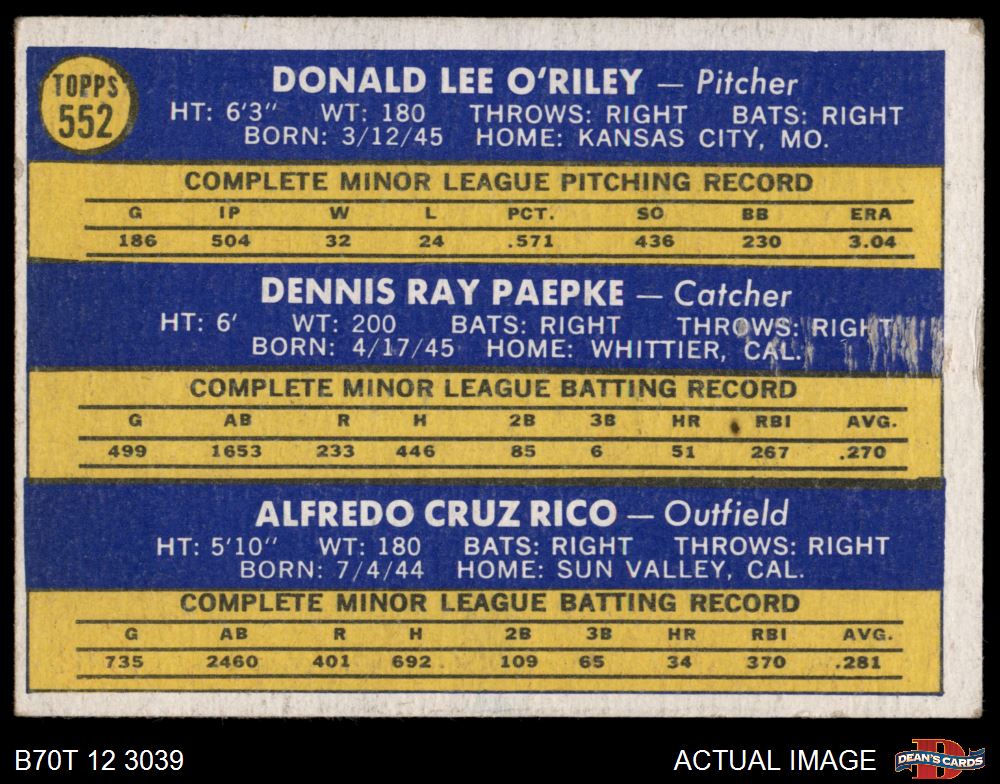 TOPPS
552
DONALD LEE O'RILEY — Pitcher
HT: 6'3" WT: 180 THROWS: RIGHT BATS: RIGHT
BORN: 3/12/45 HOME: KANSAS CITY, MO.
COMPLETE MINOR LEAGUE PITCHING RECORD
G IP W L PCT. SO BB ERA
186 504 32 24 .571 436 230 3.04
DENNIS RAY PAEPKE — Catcher
HT: 6' WT: 200 BATS: RIGHT THROWS: RIGHT
BORN: 4/17/45 HOME: WHITTIER, CAL.
COMPLETE MINOR LEAGUE BATTING RECORD
G AB R H 2B 3B HR RBI AVG.
499 1653 233 446 85 6 51 267 .270
ALFREDO CRUZ RICO — Outfield
HT: 5'10" WT: 180 BATS: RIGHT THROWS: RIGHT
BORN: 7/4/44 HOME: SUN VALLEY, CAL.
COMPLETE MINOR LEAGUE BATTING RECORD
G AB R H 2B 3B HR RBI AVG.
735 2460 401 692 109 65 34 370 .281
B70T 12 3039
ACTUAL IMAGE
D
DEAN'S CARDS